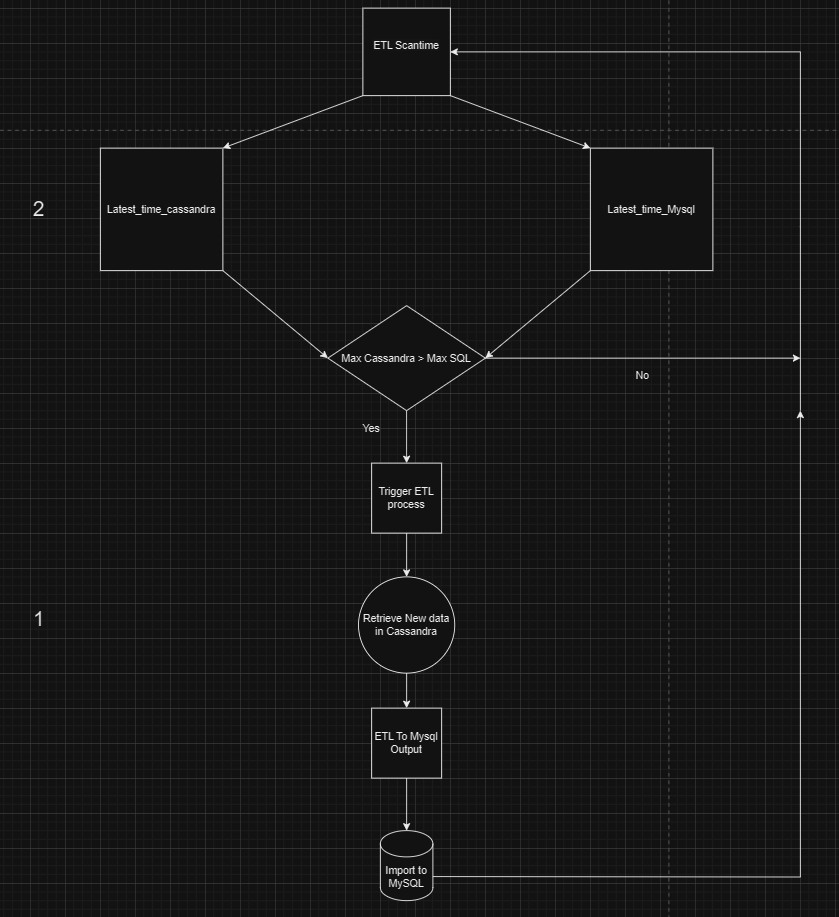 ETL Scantime
2
Latest_time_cassandra
Latest_time_Mysql
Max Cassandra > Max SQL
No
Yes
Trigger ETL
process
1
Retrieve New data
in Cassandra
ETL To Mysql
Output
Import to
MySQL